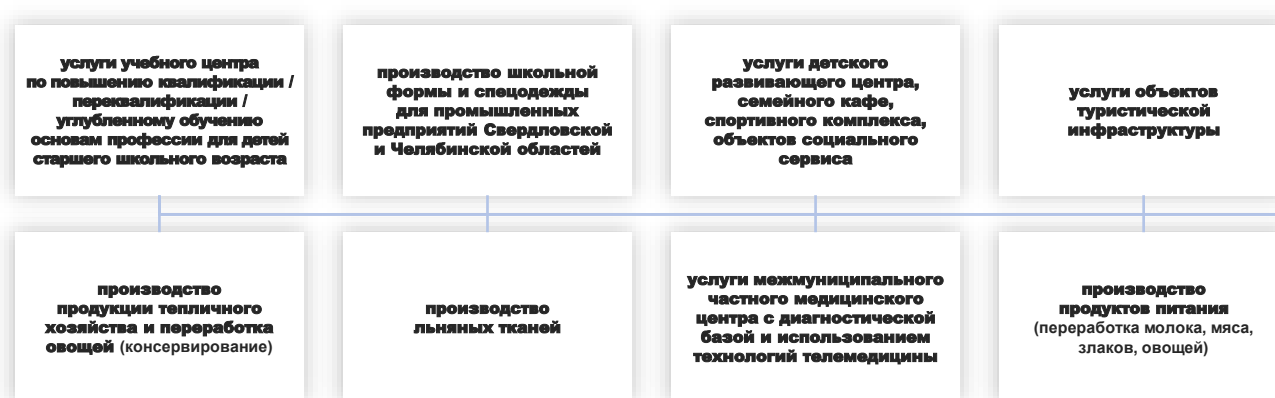 услуги учебного центра
по повышению квалификации /
переквалификации /
углубленному обучению
основам профессии для детей
старшего школьного возраста
производство школьной
формы и спецодежды
для промышленных
предприятий Свердловской
и Челябинской областей
услуги детского
развивающего центра,
семейного кафе,
спортивного комплекса,
объектов социального
сервиса
услуги объектов
туристической
инфраструктуры
производство
продукции тепличного
хозяйства и переработка
овощей (консервирование)
производство
льняных тканей
услуги межмуниципального
частного медицинского
центра с диагностической
базой и использованием
технологий телемедицины
производство
продуктов питания
(переработка молока, мяса,
злаков, овощей)